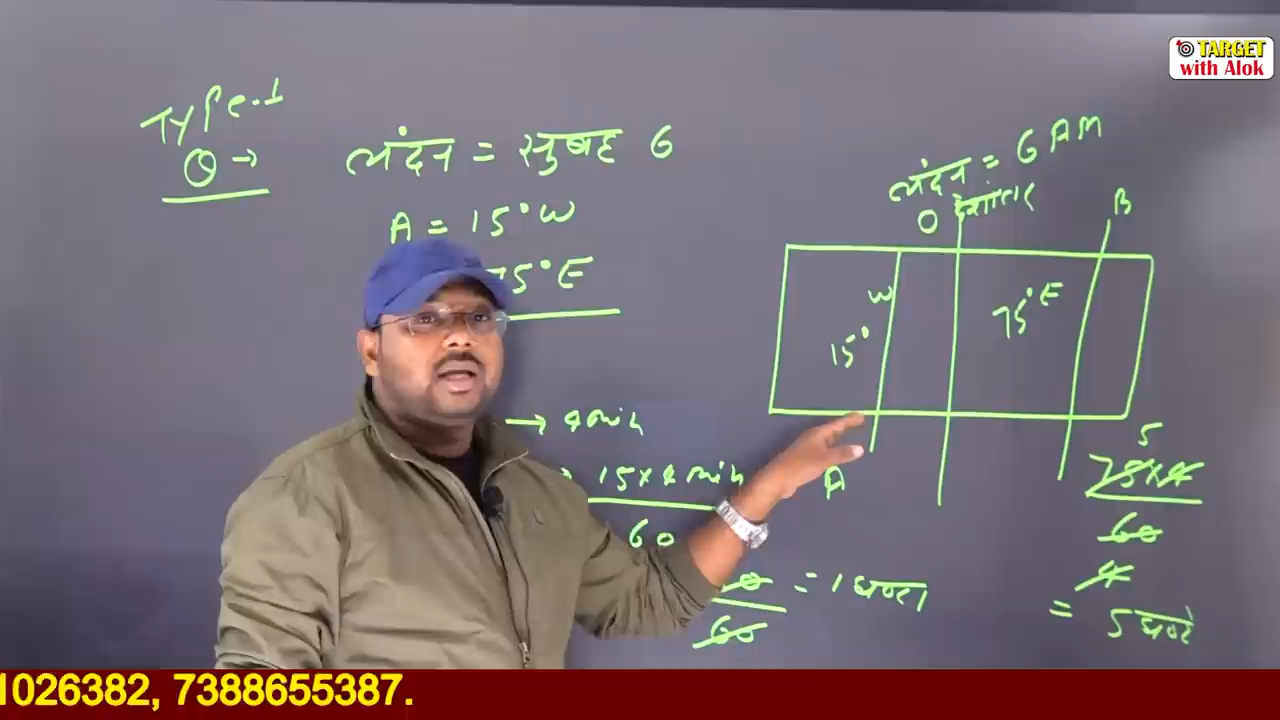 TARGET
with Alok
Type-1
Q→
लंदन = सुबह 6
A = 15° W
75° E
→ 4 min
15×4 min
60
60
= 1 घण्टा
लंदन = 6 AM
0 देशांतर
B
W
15°
75° E
A
5
75×4
60
4
= 5 घण्टे
1026382, 7388655387.